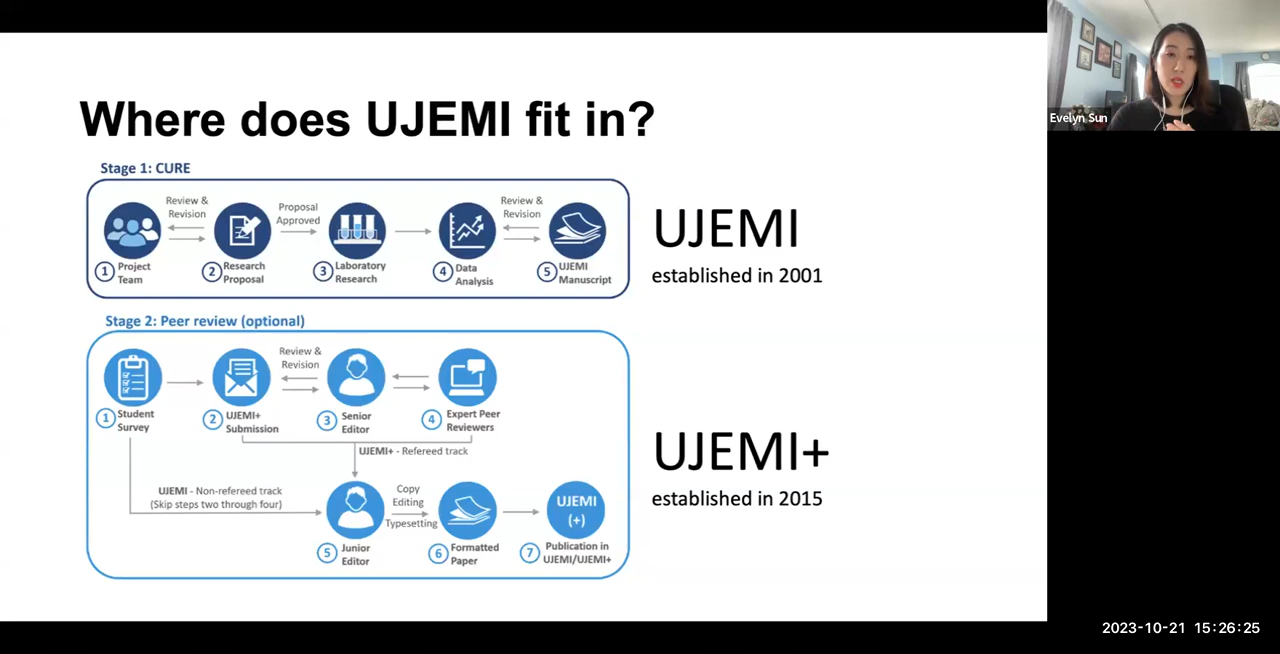 Where does UJEMI fit in?
Evelyn Sun
Stage 1: CURE
Review &
Revision
Proposal
Approved
Review &
Revision
1 Project
Team
2 Research
Proposal
3 Laboratory
Research
4 Data
Analysis
5 UJEMI
Manuscript
UJEMI
established in 2001
Stage 2: Peer review (optional)
Review &
Revision
1 Student
Survey
2 UJEMI+
Submission
3 Senior
Editor
4 Expert Peer
Reviewers
UJEMI+ - Refereed track
UJEMI - Non-refereed track
(Skip steps two through four)
Copy
Editing
Typesetting
UJEMI
(+)
5 Junior
Editor
6 Formatted
Paper
7 Publication in
UJEMI/UJEMI+
UJEMI+
established in 2015
2023-10-21 15:26:25